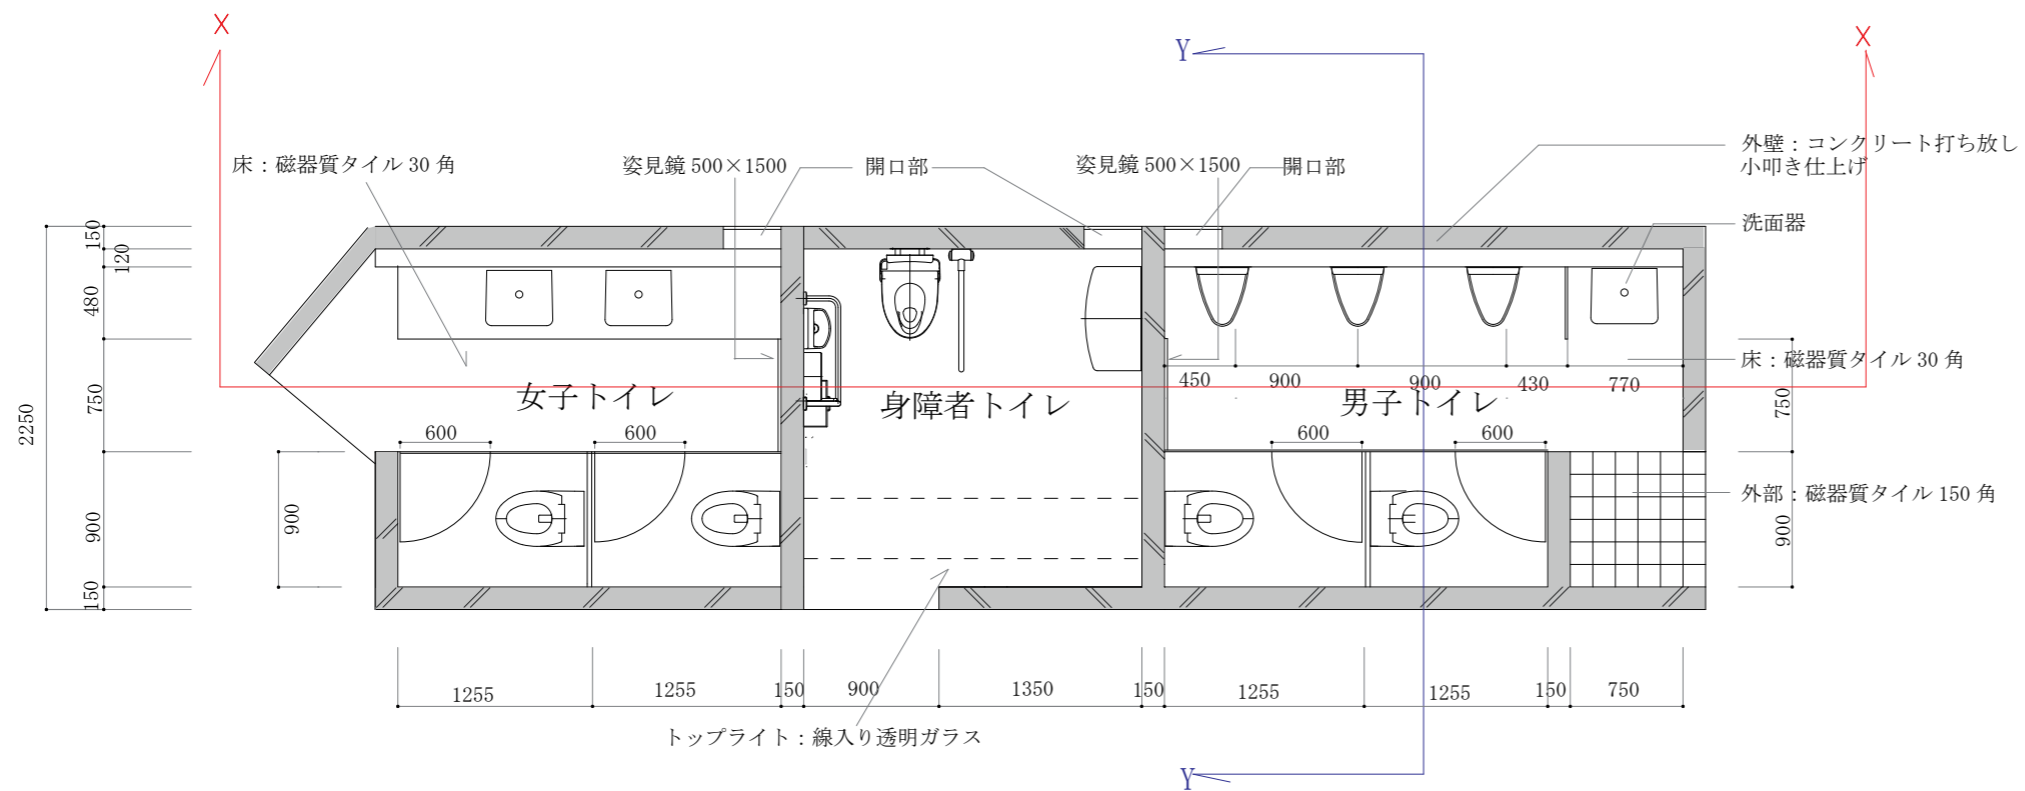 X
X
Y
外壁：コンクリート打ち放し
小叩き仕上げ
床：磁器質タイル 30 角
姿見鏡 500×1500
開口部
姿見鏡 500×1500
開口部
洗面器
2250
150
120
480
750
900
150
900
床：磁器質タイル 30 角
450
900
900
430
770
750
900
女子トイレ
身障者トイレ
男子トイレ
600
600
600
600
外部：磁器質タイル 150 角
1255
1255
150
900
1350
150
1255
1255
150
750
トップライト：線入り透明ガラス
Y